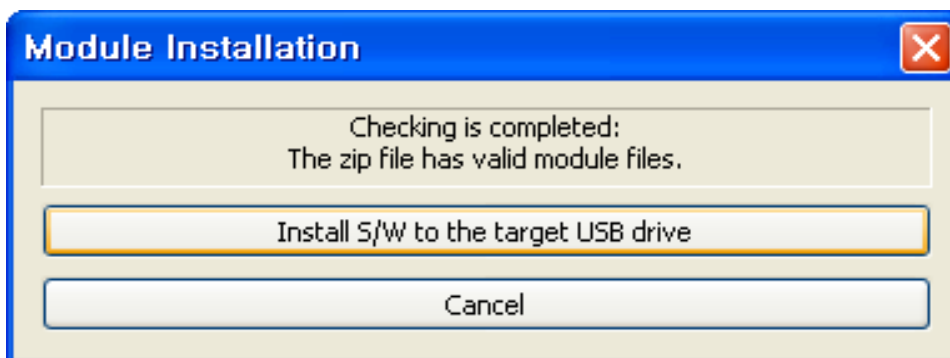 Module Installation
Checking is completed:
The zip file has valid module files.
Install S/W to the target USB drive
Cancel